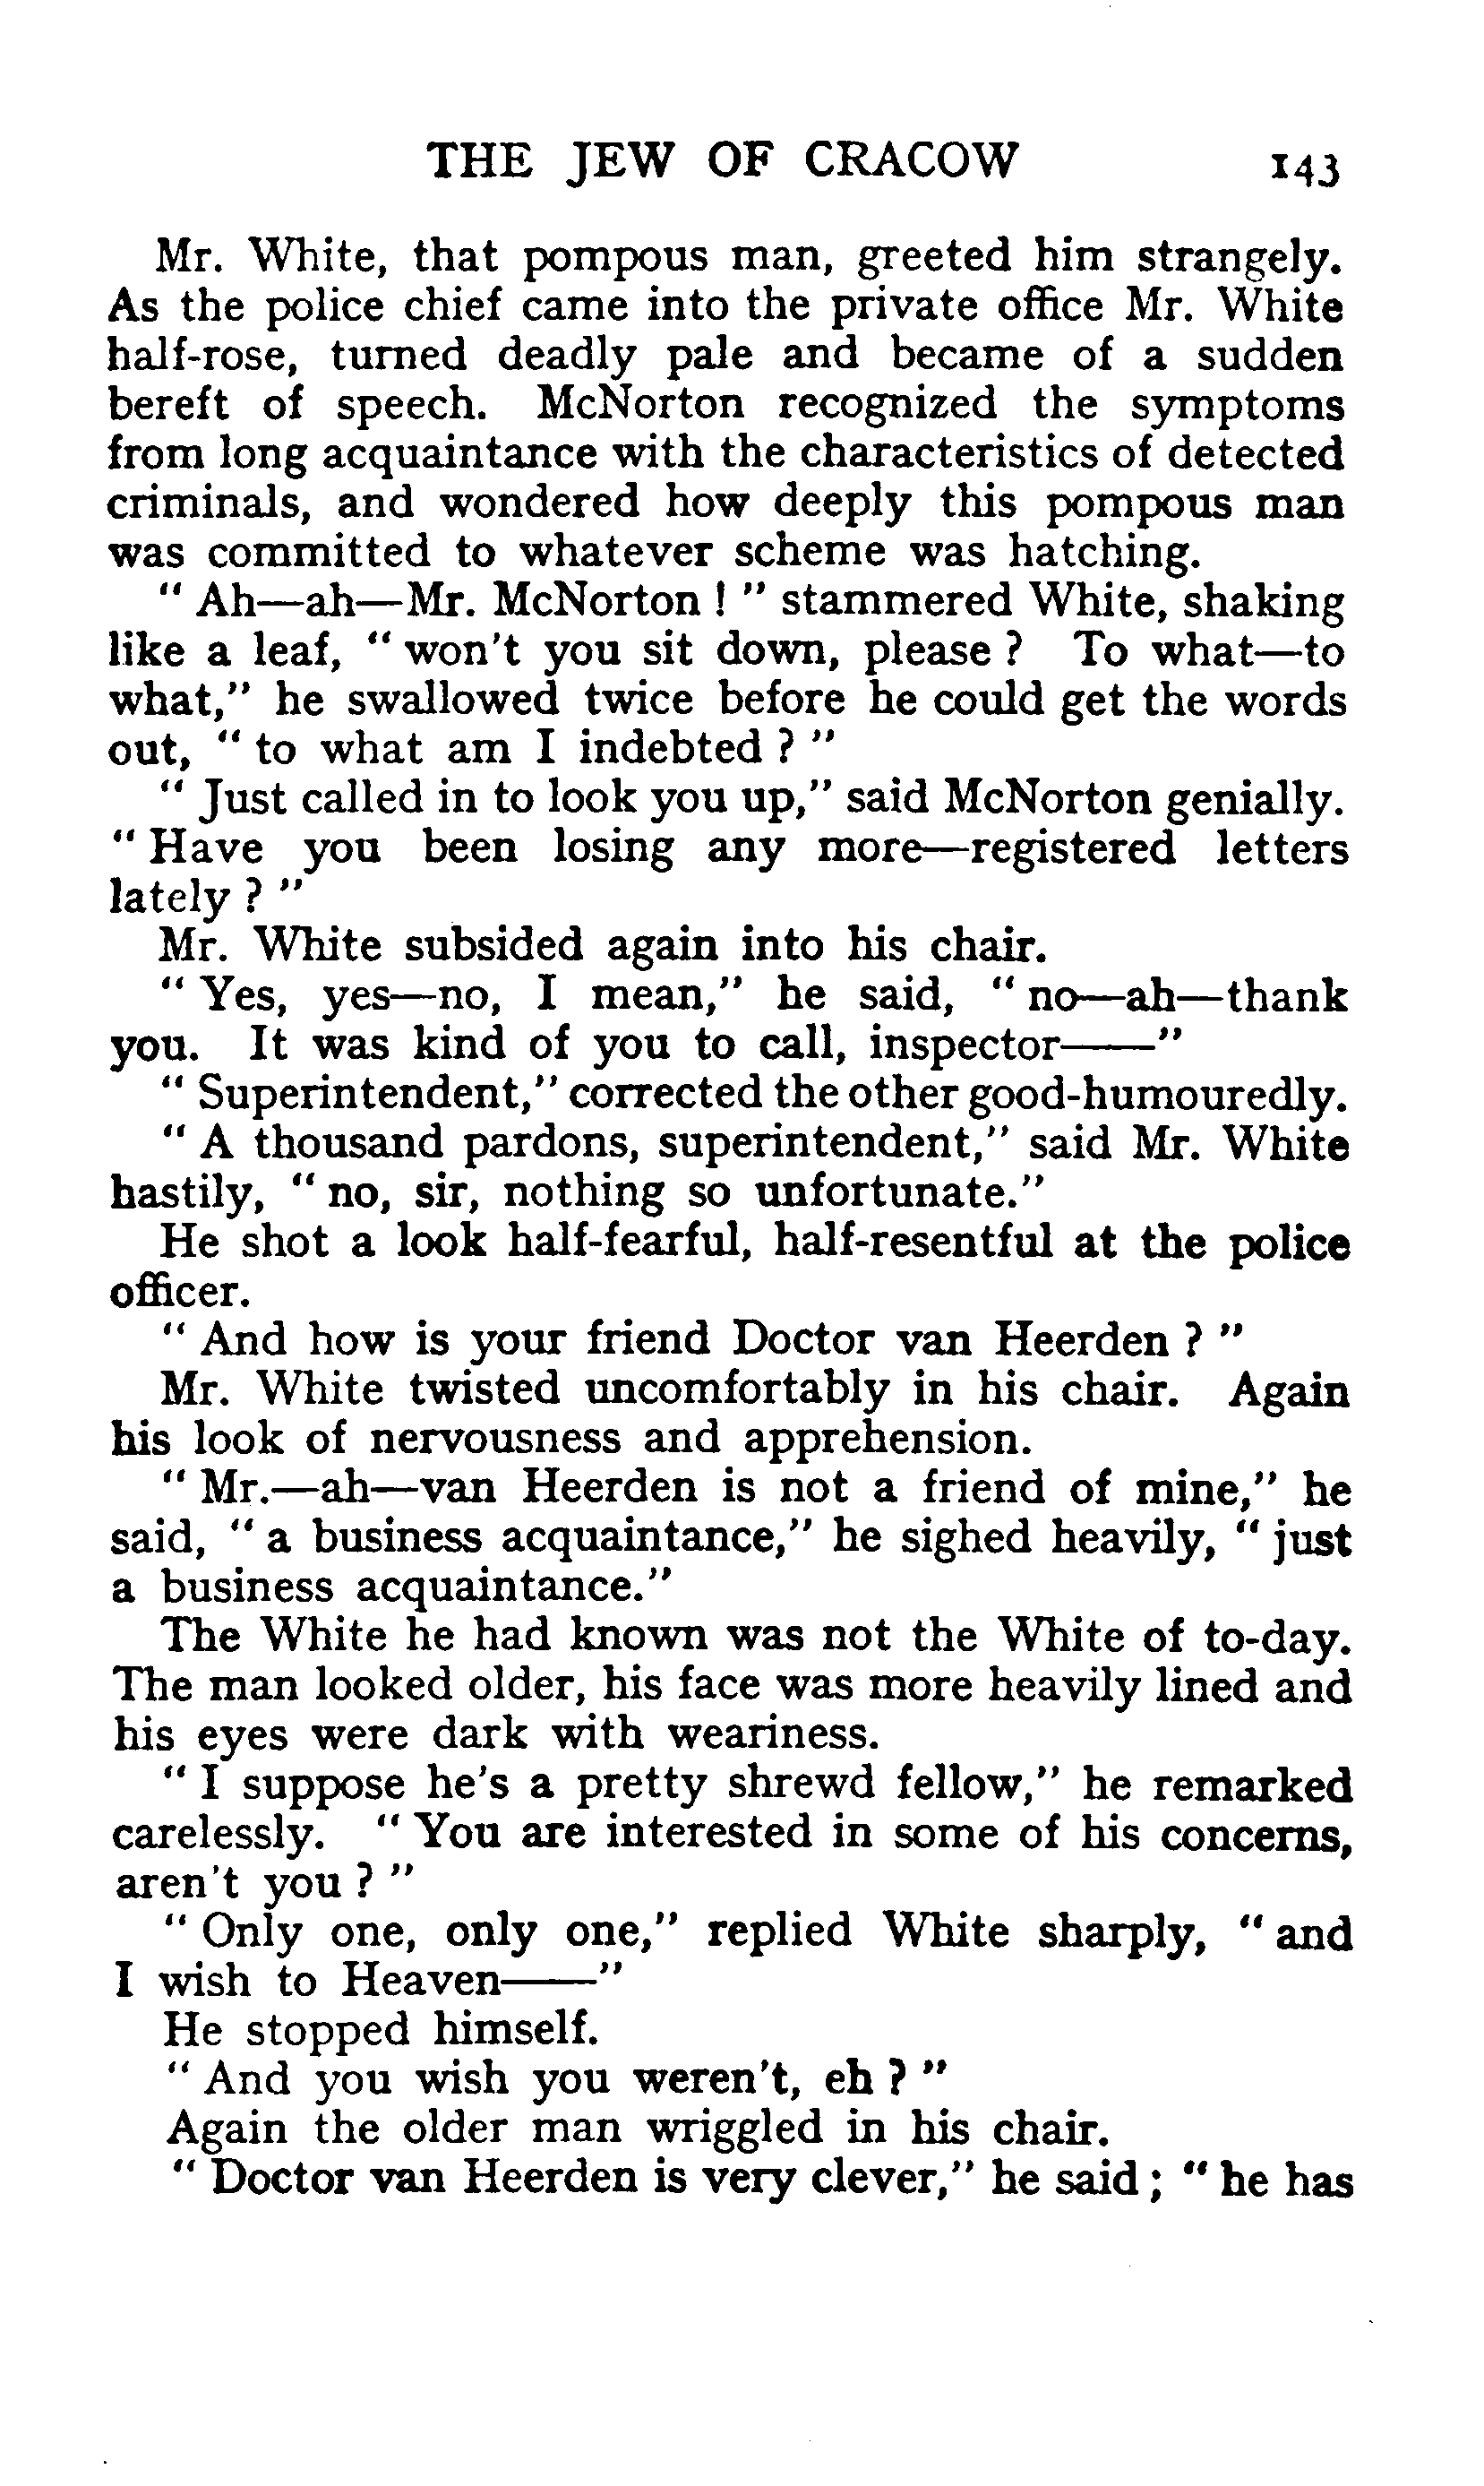 THE JEW OF CRACOW 143
Mr. White, that pompous man, greeted him strangely.
As the police chief came into the private office Mr. White
half-rose, turned deadly pale and became of a sudden
bereft of speech. McNorton recognized the symptoms
from long acquaintance with the characteristics of detected
criminals, and wondered how deeply this pompous man
was committed to whatever scheme was hatching.
" Ah—ah—Mr. McNorton ! " stammered White, shaking
like a leaf, " won't you sit down, please ? To what—to
what," he swallowed twice before he could get the words
out, " to what am I indebted ? "
" Just called in to look you up," said McNorton genially.
" Have you been losing any more—registered letters
lately ? "
Mr. White subsided again into his chair.
" Yes, yes—no, I mean," he said, " no—ah—thank
you. It was kind of you to call, inspector——"
" Superintendent," corrected the other good-humouredly.
" A thousand pardons, superintendent," said Mr. White
hastily, " no, sir, nothing so unfortunate."
He shot a look half-fearful, half-resentful at the police
officer.
" And how is your friend Doctor van Heerden ? "
Mr. White twisted uncomfortably in his chair. Again
his look of nervousness and apprehension.
" Mr.—ah—van Heerden is not a friend of mine," he
said, " a business acquaintance," he sighed heavily, " just
a business acquaintance."
The White he had known was not the White of to-day.
The man looked older, his face was more heavily lined and
his eyes were dark with weariness.
" I suppose he's a pretty shrewd fellow," he remarked
carelessly. " You are interested in some of his concerns,
aren't you ? "
" Only one, only one," replied White sharply, " and
I wish to Heaven——"
He stopped himself.
" And you wish you weren't, eh ? "
Again the older man wriggled in his chair.
" Doctor van Heerden is very clever," he said ; " he has